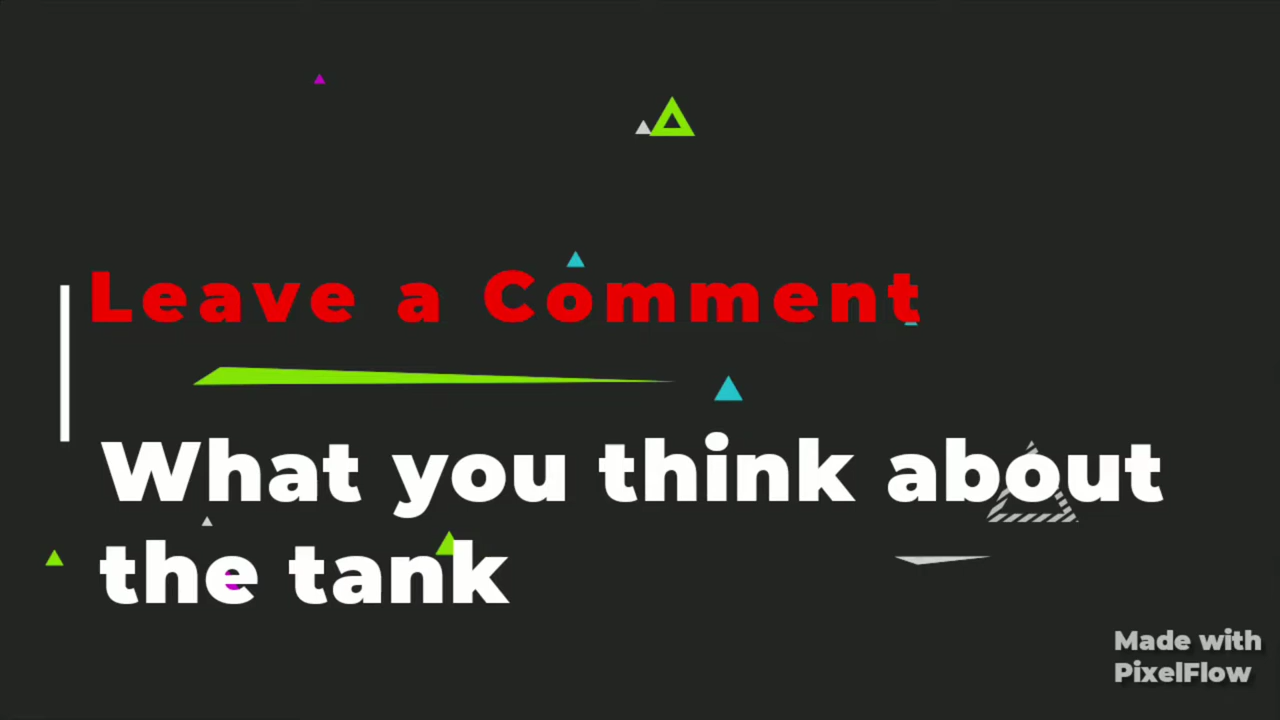 Leave a Comment
What you think about
the tank
Made with
PixelFlow